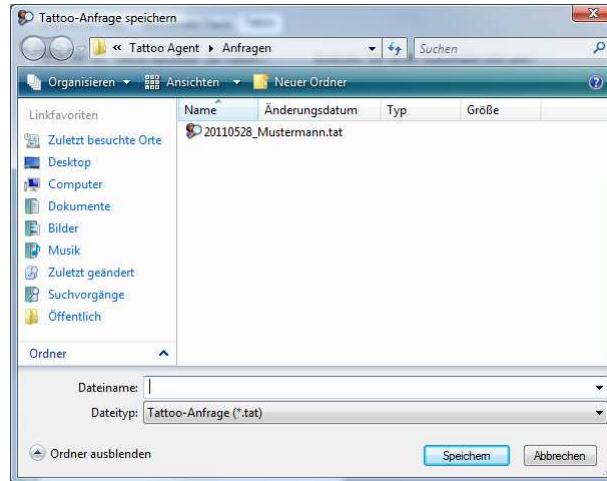 Tattoo-Anfrage speichern
« Tattoo Agent Anfragen Suchen
Organisieren Ansichten Neuer Ordner
Linkfavoriten
Zuletzt besuchte Orte
Desktop
Computer
Dokumente
Bilder
Musik
Zuletzt geändert
Suchvorgänge
Öffentlich
Ordner
Name Änderungsdatum Typ Größe
20110528_Mustermann.tat
Dateiname:
Dateityp: Tattoo-Anfrage (*.tat)
Ordner ausblenden Speichern Abbrechen